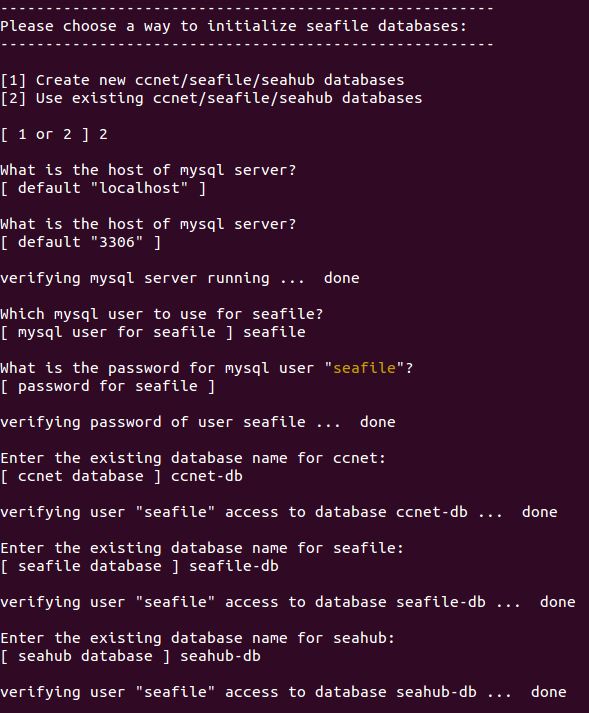 -------------------------------------------------------
Please choose a way to initialize seafile databases:
-------------------------------------------------------
[1] Create new ccnet/seafile/seahub databases
[2] Use existing ccnet/seafile/seahub databases
[ 1 or 2 ] 2
What is the host of mysql server?
[ default "localhost" ]
What is the host of mysql server?
[ default "3306" ]
verifying mysql server running ...  done
Which mysql user to use for seafile?
[ mysql user for seafile ] seafile
What is the password for mysql user "seafile"?
[ password for seafile ]
verifying password of user seafile ...  done
Enter the existing database name for ccnet:
[ ccnet database ] ccnet-db
verifying user "seafile" access to database ccnet-db ...  done
Enter the existing database name for seafile:
[ seafile database ] seafile-db
verifying user "seafile" access to database seafile-db ...  done
Enter the existing database name for seahub:
[ seahub database ] seahub-db
verifying user "seafile" access to database seahub-db ...  done